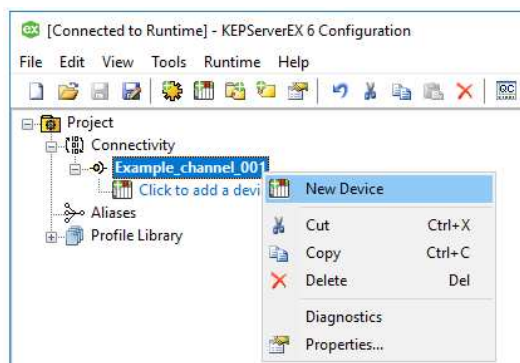 [Connected to Runtime] - KEPServerEX 6 Configuration
File Edit View Tools Runtime Help
QC
Project
Connectivity
Example_channel_001
Click to add a devi
New Device
Aliases
Profile Library
Cut Ctrl+X
Copy Ctrl+C
Delete Del
Diagnostics
Properties...